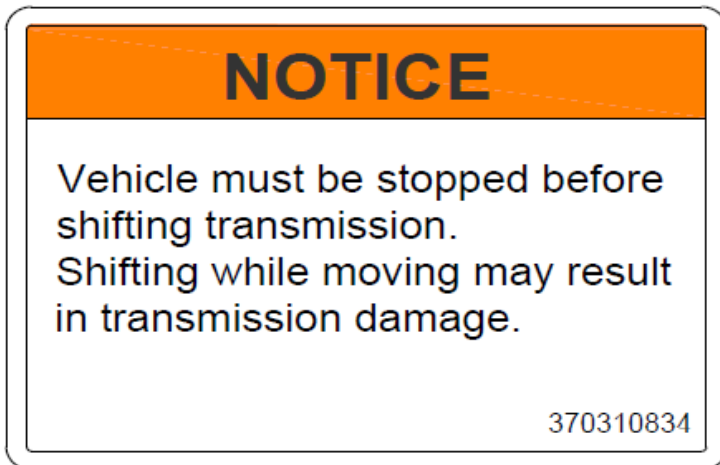 NOTICE
Vehicle must be stopped before
shifting transmission.
Shifting while moving may result
in transmission damage.
370310834